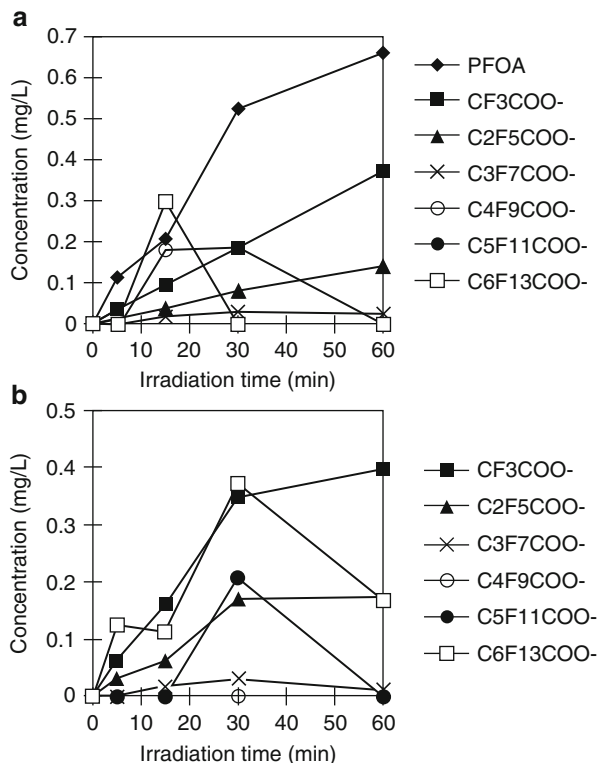 a
0.7
0.6
0.5
0.4
0.3
0.2
0.1
0
Concentration (mg/L)
0 10 20 30 40 50 60
Irradiation time (min)
PFOA
CF3COO-
C2F5COO-
C3F7COO-
C4F9COO-
C5F11COO-
C6F13COO-
b
0.5
0.4
0.3
0.2
0.1
0
Concentration (mg/L)
0 10 20 30 40 50 60
Irradiation time (min)
CF3COO-
C2F5COO-
C3F7COO-
C4F9COO-
C5F11COO-
C6F13COO-